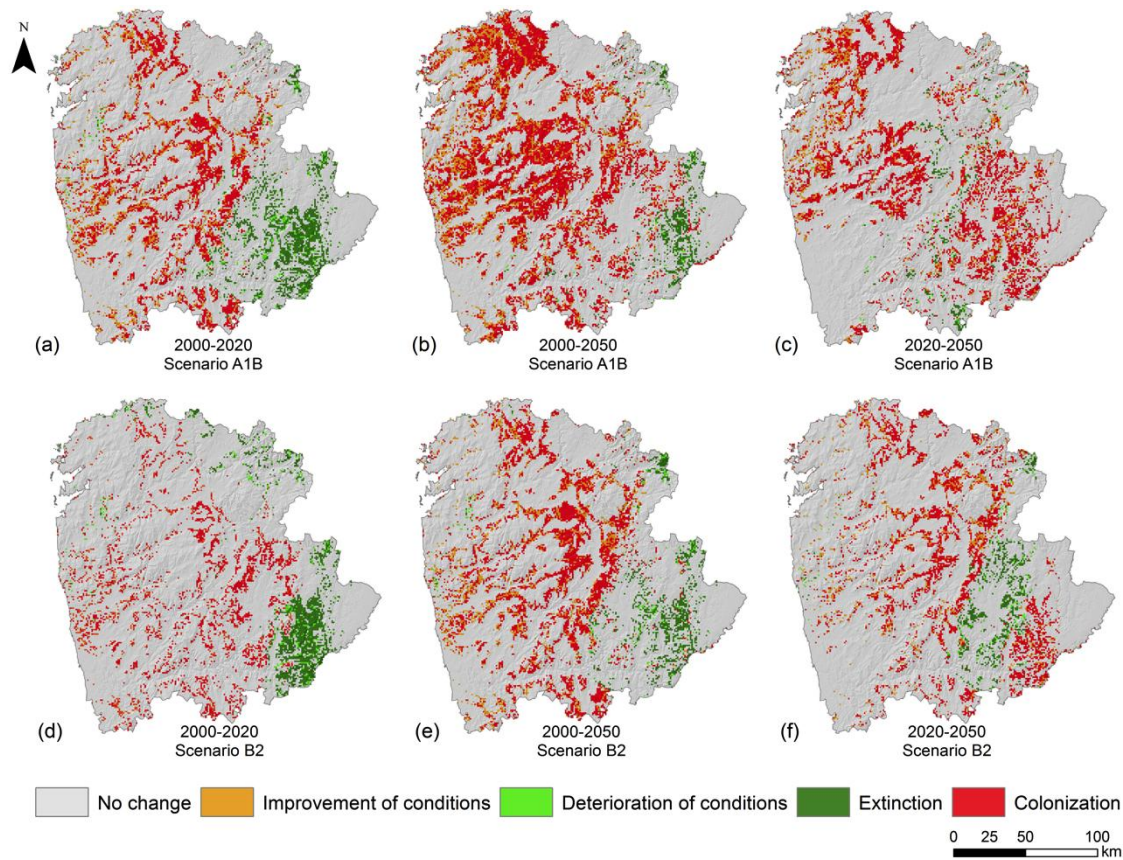 N
(a)
2000-2020
Scenario A1B
(b)
2000-2050
Scenario A1B
(c)
2020-2050
Scenario A1B
(d)
2000-2020
Scenario B2
(e)
2000-2050
Scenario B2
(f)
2020-2050
Scenario B2
No change
Improvement of conditions
Deterioration of conditions
Extinction
Colonization
0 25 50 100
km